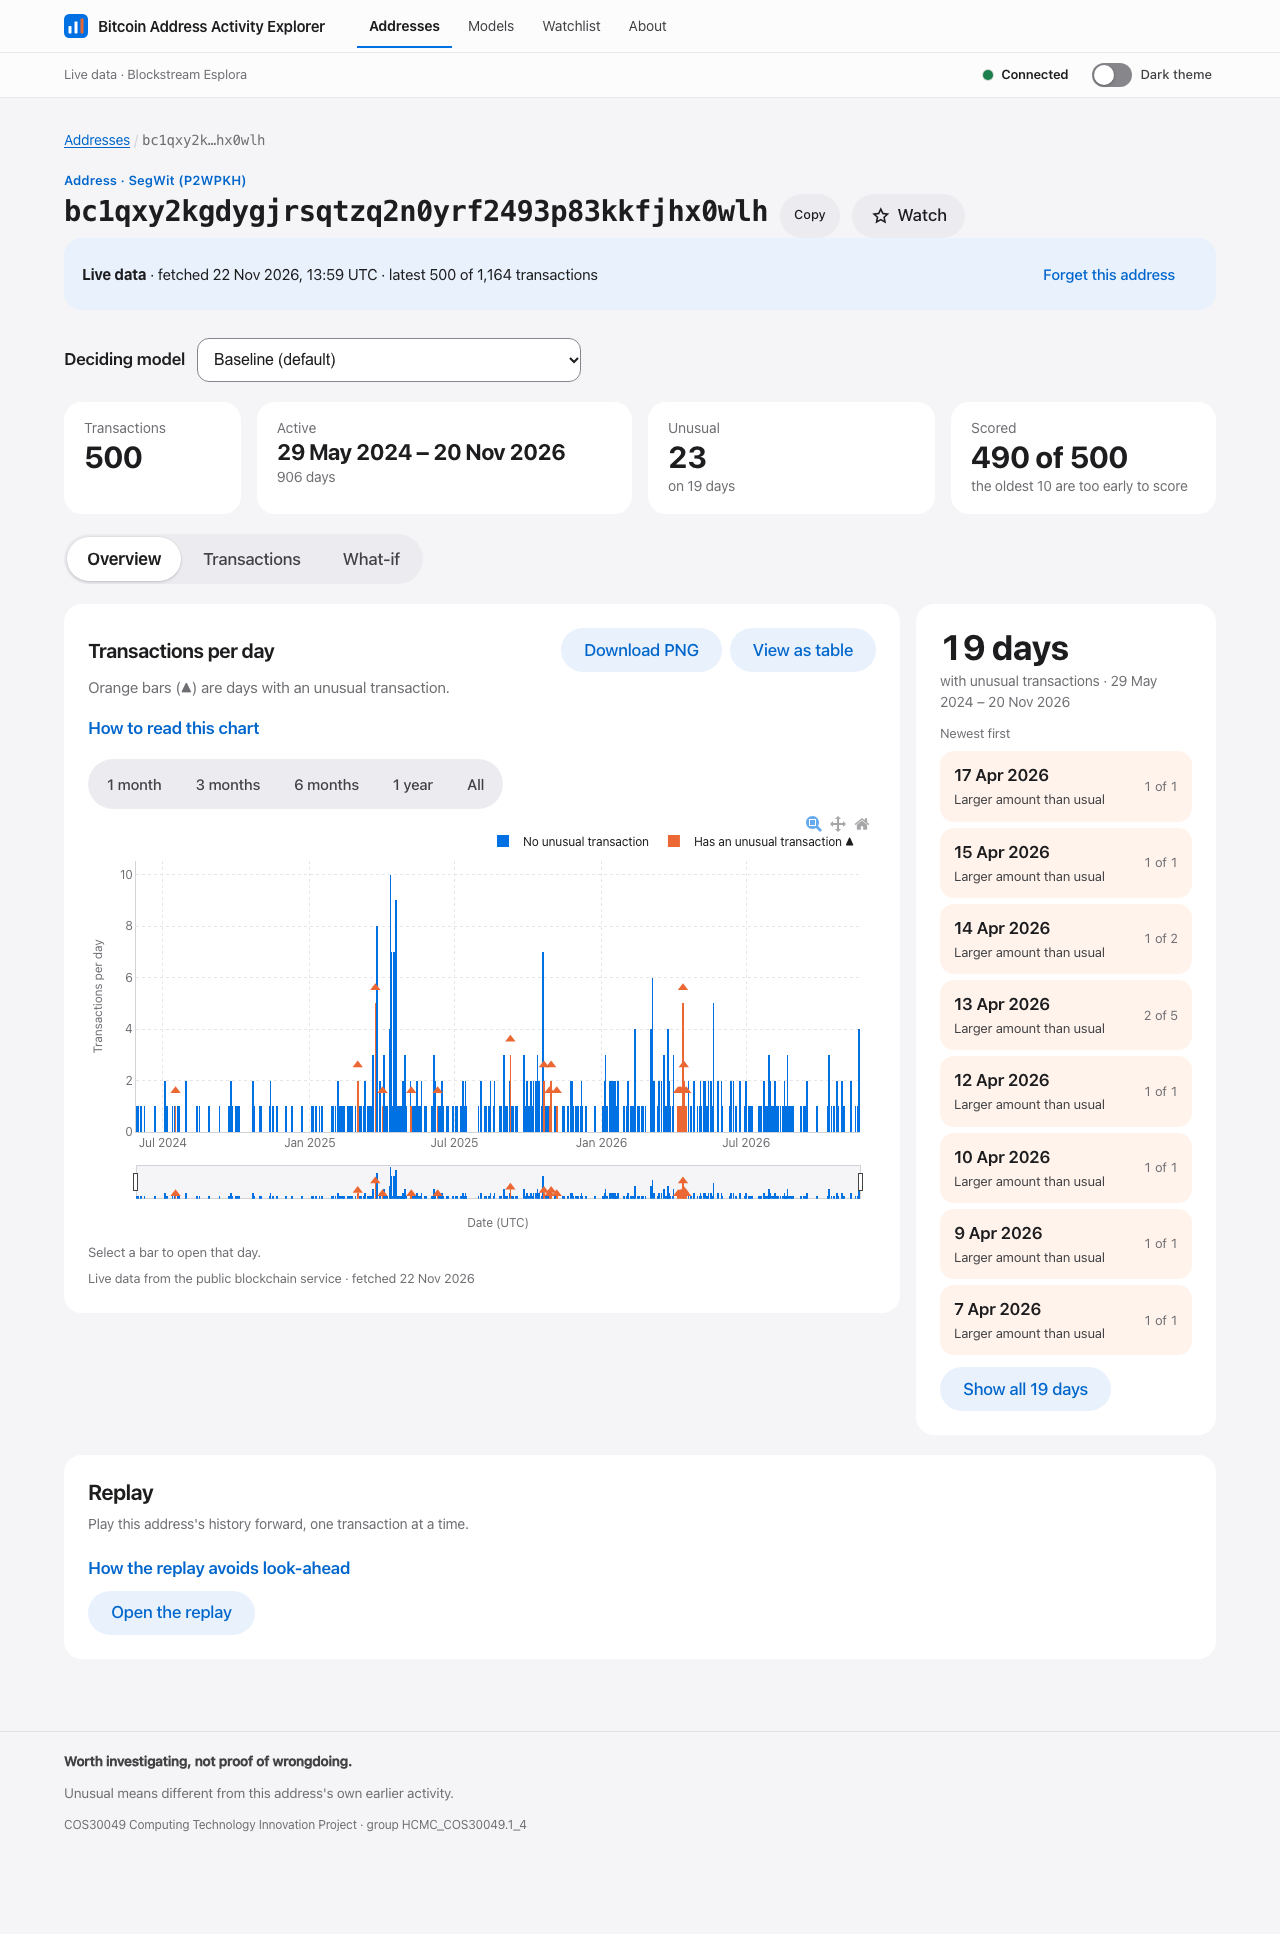 Bitcoin Address Activity Explorer
Addresses
Models
Watchlist
About
Live data · Blockstream Esplora
Connected
Dark theme
Addresses / bc1qxy2k…hx0wlh
Address · SegWit (P2WPKH)
bc1qxy2kgdygjrsqtzq2n0yrf2493p83kkfjhx0wlh
Copy
Watch
Live data · fetched 22 Nov 2026, 13:59 UTC · latest 500 of 1,164 transactions
Forget this address
Deciding model
Baseline (default)
Transactions
500
Active
29 May 2024 – 20 Nov 2026
906 days
Unusual
23
on 19 days
Scored
490 of 500
the oldest 10 are too early to score
Overview
Transactions
What-if
Transactions per day
Download PNG
View as table
Orange bars (▲) are days with an unusual transaction.
How to read this chart
1 month
3 months
6 months
1 year
All
No unusual transaction
Has an unusual transaction ▲
Transactions per day
10
8
6
4
2
0
Jul 2024
Jan 2025
Jul 2025
Jan 2026
Jul 2026
Date (UTC)
Select a bar to open that day.
Live data from the public blockchain service · fetched 22 Nov 2026
19 days
with unusual transactions · 29 May
2024 – 20 Nov 2026
Newest first
17 Apr 2026
Larger amount than usual
1 of 1
15 Apr 2026
Larger amount than usual
1 of 1
14 Apr 2026
Larger amount than usual
1 of 2
13 Apr 2026
Larger amount than usual
2 of 5
12 Apr 2026
Larger amount than usual
1 of 1
10 Apr 2026
Larger amount than usual
1 of 1
9 Apr 2026
Larger amount than usual
1 of 1
7 Apr 2026
Larger amount than usual
1 of 1
Show all 19 days
Replay
Play this address's history forward, one transaction at a time.
How the replay avoids look-ahead
Open the replay
Worth investigating, not proof of wrongdoing.
Unusual means different from this address's own earlier activity.
COS30049 Computing Technology Innovation Project · group HCMC_COS30049.1_4